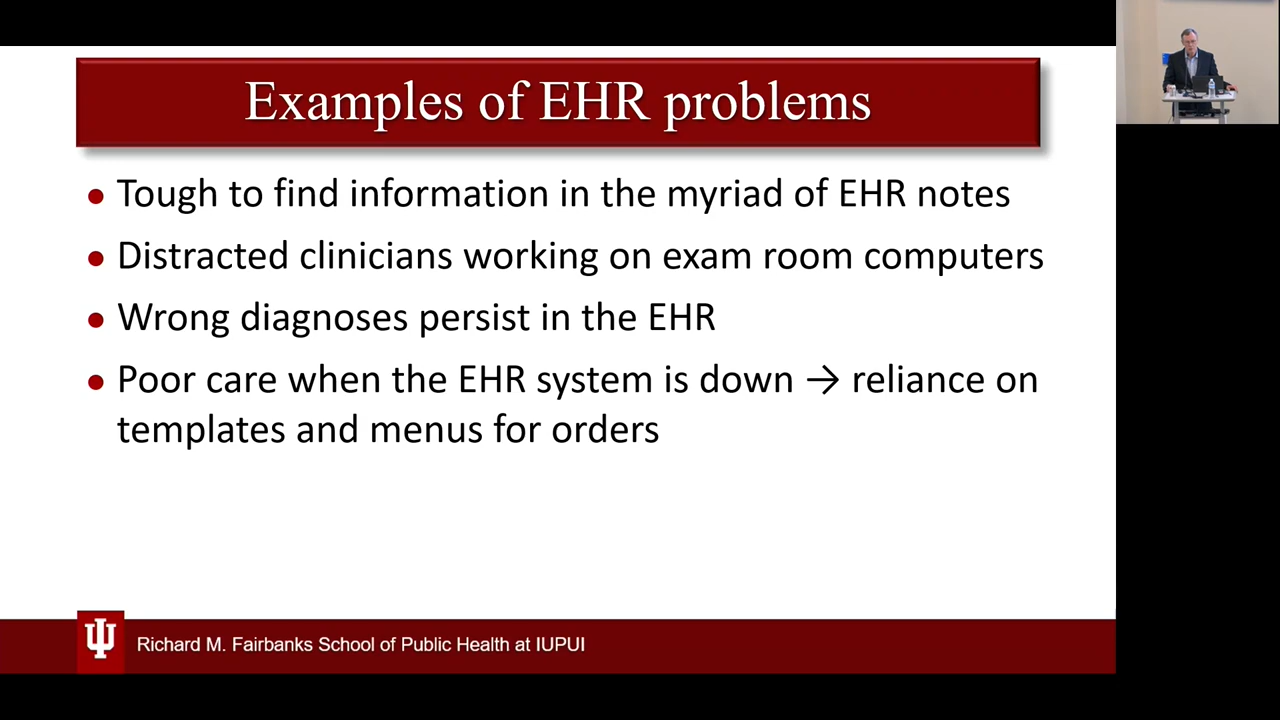 Examples of EHR problems
● Tough to find information in the myriad of EHR notes
● Distracted clinicians working on exam room computers
● Wrong diagnoses persist in the EHR
● Poor care when the EHR system is down → reliance on
templates and menus for orders
Richard M. Fairbanks School of Public Health at IUPUI